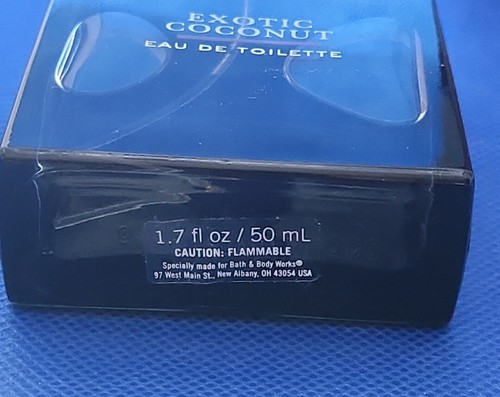 EXOTIC
COCONUT
EAU DE TOILETTE
1.7 fl oz / 50 mL
CAUTION: FLAMMABLE
Specially made for Bath & Body Works®
97 West Main St., New Albany, OH 43054 USA